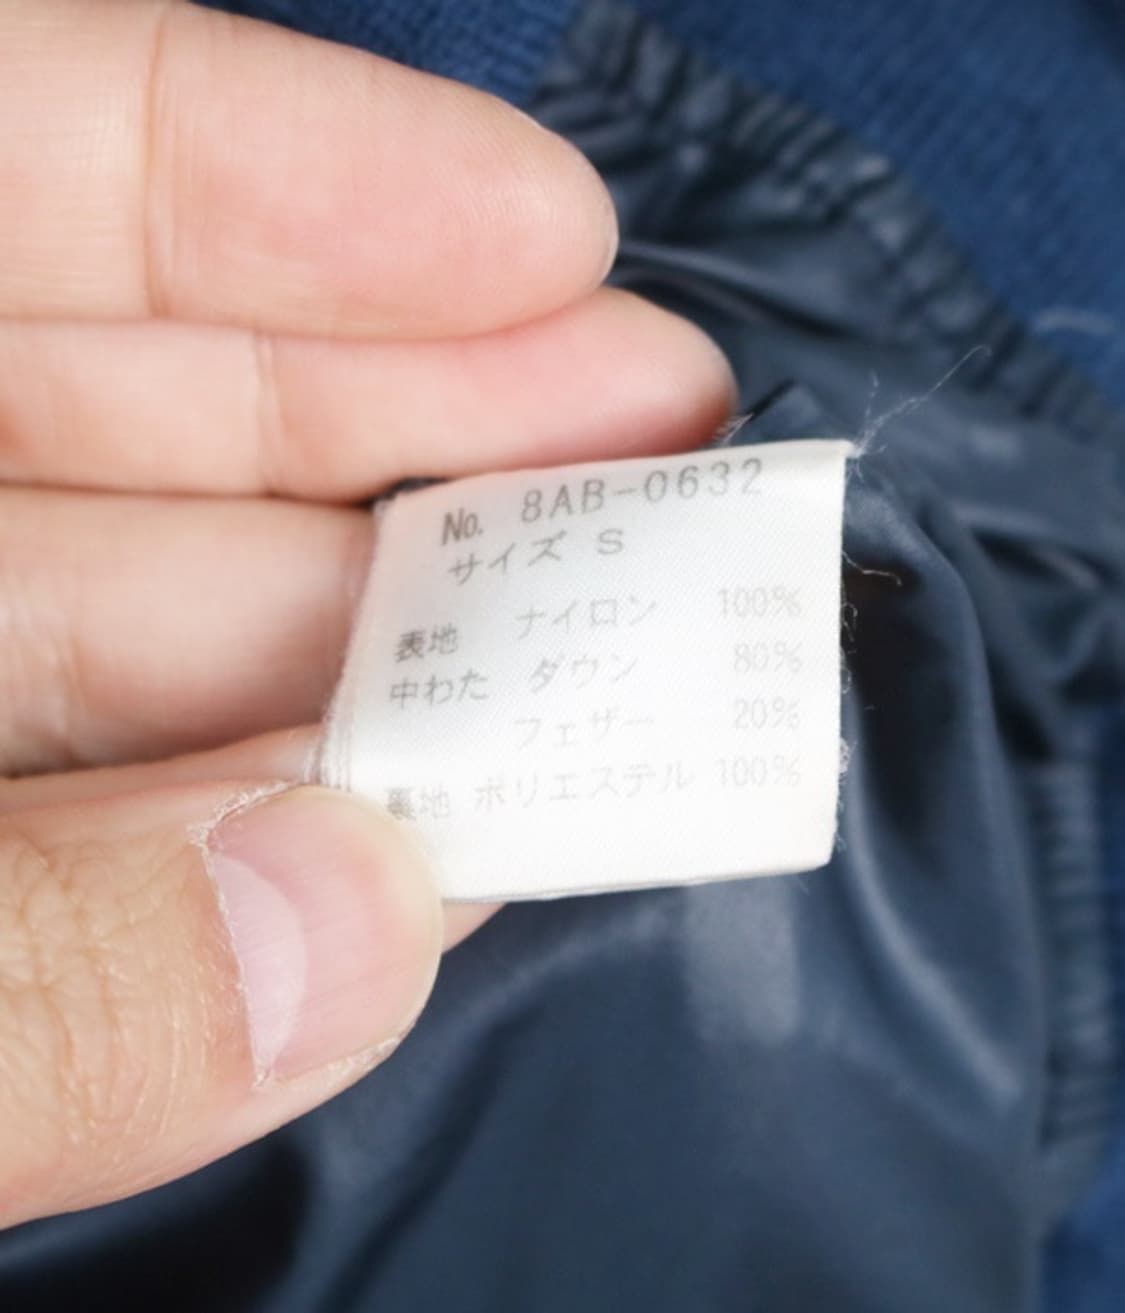 No. 8AB-0632
サイズ S
表地 ナイロン 100%
中わた ダウン 80%
フェザー 20%
裏地 ポリエステル 100%